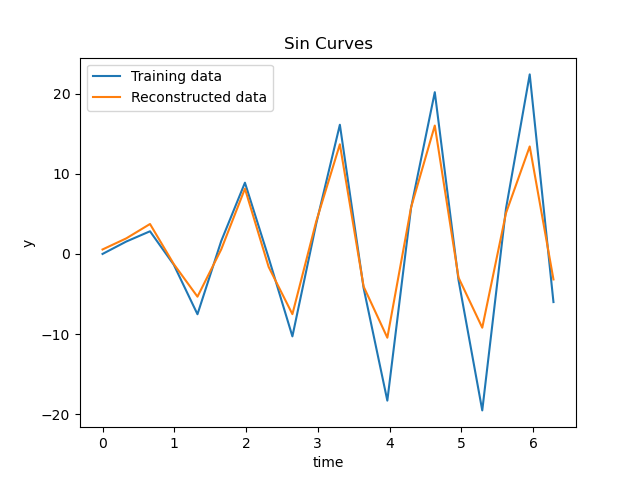 Sin Curves
Training data
Reconstructed data
20
10
0
−10
−20
y
0 1 2 3 4 5 6
time